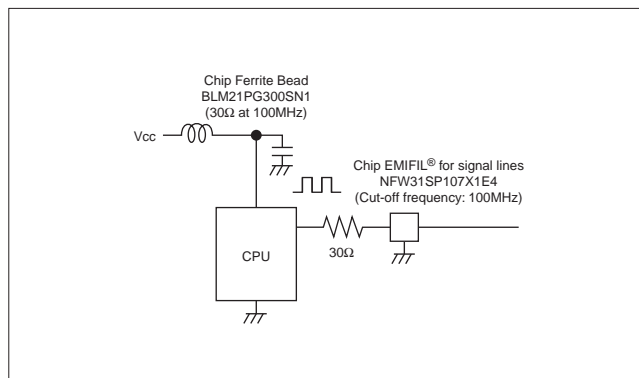 Chip Ferrite Bead
BLM21PG300SN1
(30Ω at 100MHz)
Vcc
Chip EMIFIL® for signal lines
NFW31SP107X1E4
(Cut-off frequency: 100MHz)
CPU
30Ω